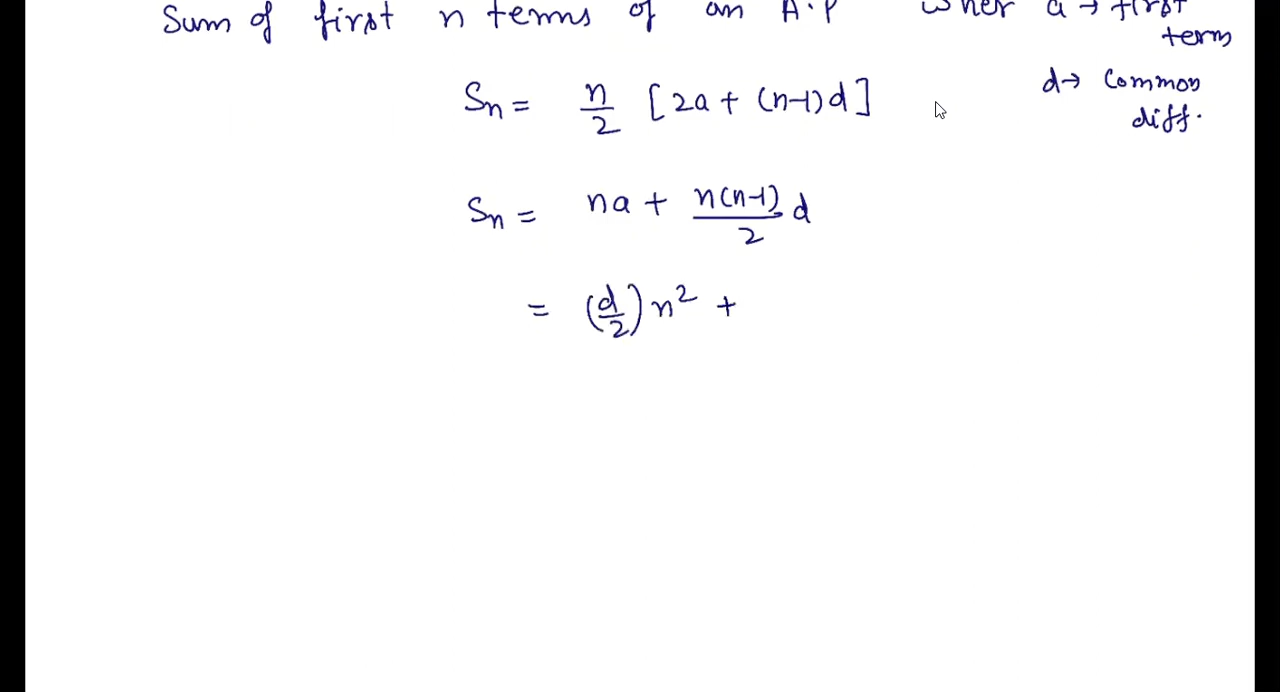 Sum of first n terms of an A.P wher a → first
term
Sn = n/2 [2a + (n-1)d] d → Common
diff.
Sn = na + n(n-1)/2 d
= (d/2) n² +